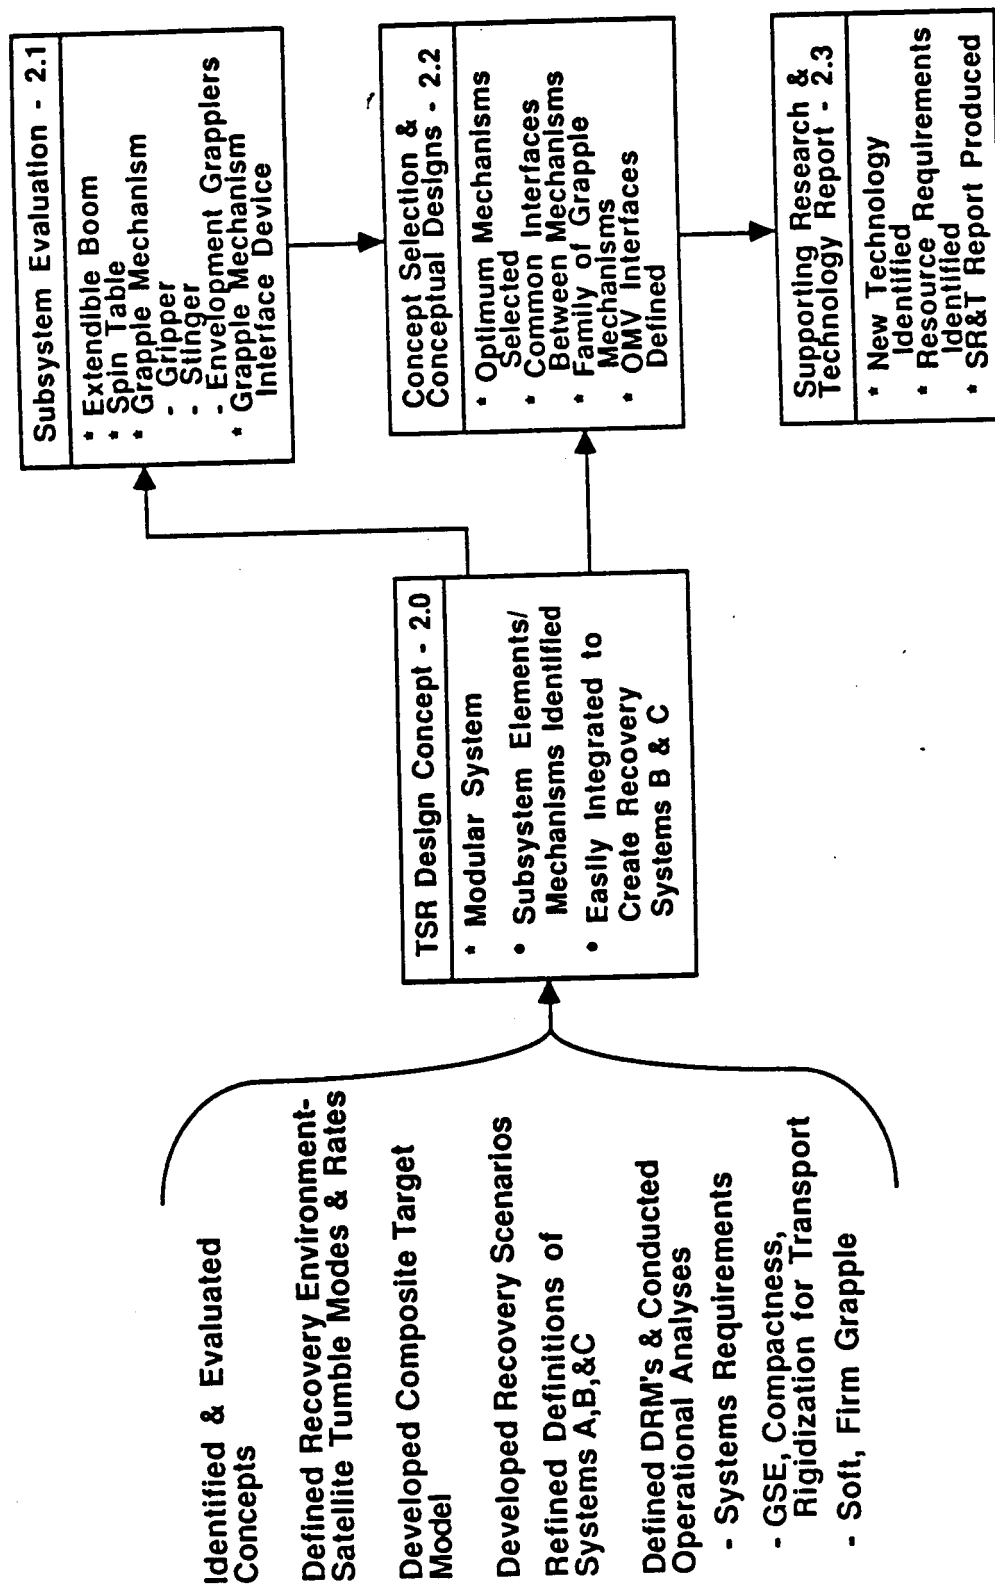 Identified & Evaluated
Concepts
Defined Recovery Environment-
Satellite Tumble Modes & Rates
Developed Composite Target
Model
Developed Recovery Scenarios
Refined Definitions of
Systems A,B,&C
Defined DRM's & Conducted
Operational Analyses
- Systems Requirements
- GSE, Compactness,
Rigidization for Transport
- Soft, Firm Grapple
TSR Design Concept - 2.0
* Modular System
• Subsystem Elements/
Mechanisms Identified
• Easily Integrated to
Create Recovery
Systems B & C
Subsystem Evaluation - 2.1
* Extendible Boom
* Spin Table
* Grapple Mechanism
- Gripper
- Stinger
- Envelopment Grapplers
* Grapple Mechanism
Interface Device
Concept Selection &
Conceptual Designs - 2.2
* Optimum Mechanisms
Selected
* Common Interfaces
Between Mechanisms
* Family of Grapple
Mechanisms
* OMV Interfaces
Defined
Supporting Research &
Technology Report - 2.3
* New Technology
Identified
* Resource Requirements
Identified
* SR&T Report Produced